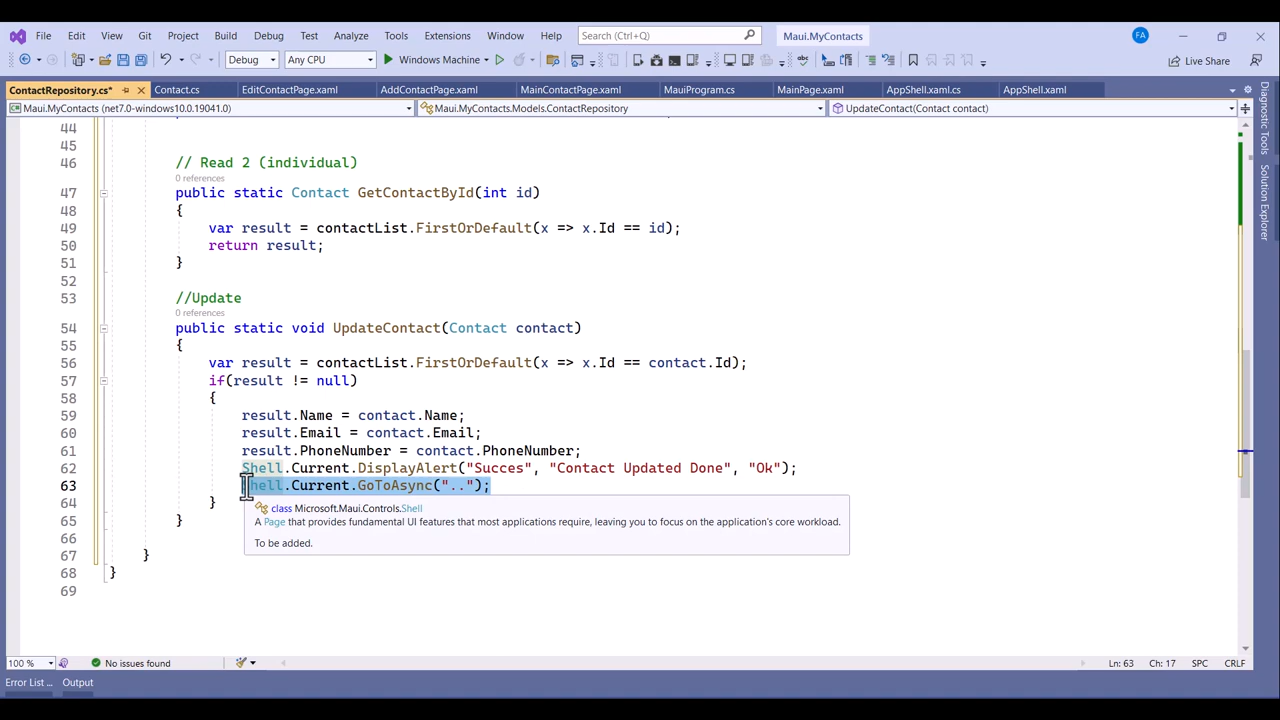 File Edit View Git Project Build Debug Test Analyze Tools Extensions Window Help Search (Ctrl+Q) Maui.MyContacts FA
Debug Any CPU Windows Machine Live Share
ContactRepository.cs* Contact.cs EditContactPage.xaml AddContactPage.xaml MainContactPage.xaml MauiProgram.cs MainPage.xaml AppShell.xaml.cs AppShell.xaml
Maui.MyContacts (net7.0-windows10.0.19041.0) Maui.MyContacts.Models.ContactRepository UpdateContact(Contact contact)
Diagnostic Tools
Solution Explorer
44
45
46 // Read 2 (individual)
0 references
47 public static Contact GetContactById(int id)
48 {
49 var result = contactList.FirstOrDefault(x => x.Id == id);
50 return result;
51 }
52
53 //Update
0 references
54 public static void UpdateContact(Contact contact)
55 {
56 var result = contactList.FirstOrDefault(x => x.Id == contact.Id);
57 if(result != null)
58 {
59 result.Name = contact.Name;
60 result.Email = contact.Email;
61 result.PhoneNumber = contact.PhoneNumber;
62 Shell.Current.DisplayAlert("Succes", "Contact Updated Done", "Ok");
63 Shell.Current.GoToAsync("..");
64 }
class Microsoft.Maui.Controls.Shell
65 }
A Page that provides fundamental UI features that most applications require, leaving you to focus on the application's core workload.
66
To be added.
67 }
68 }
69
100 % No issues found Ln: 63 Ch: 17 SPC CRLF
Error List ... Output